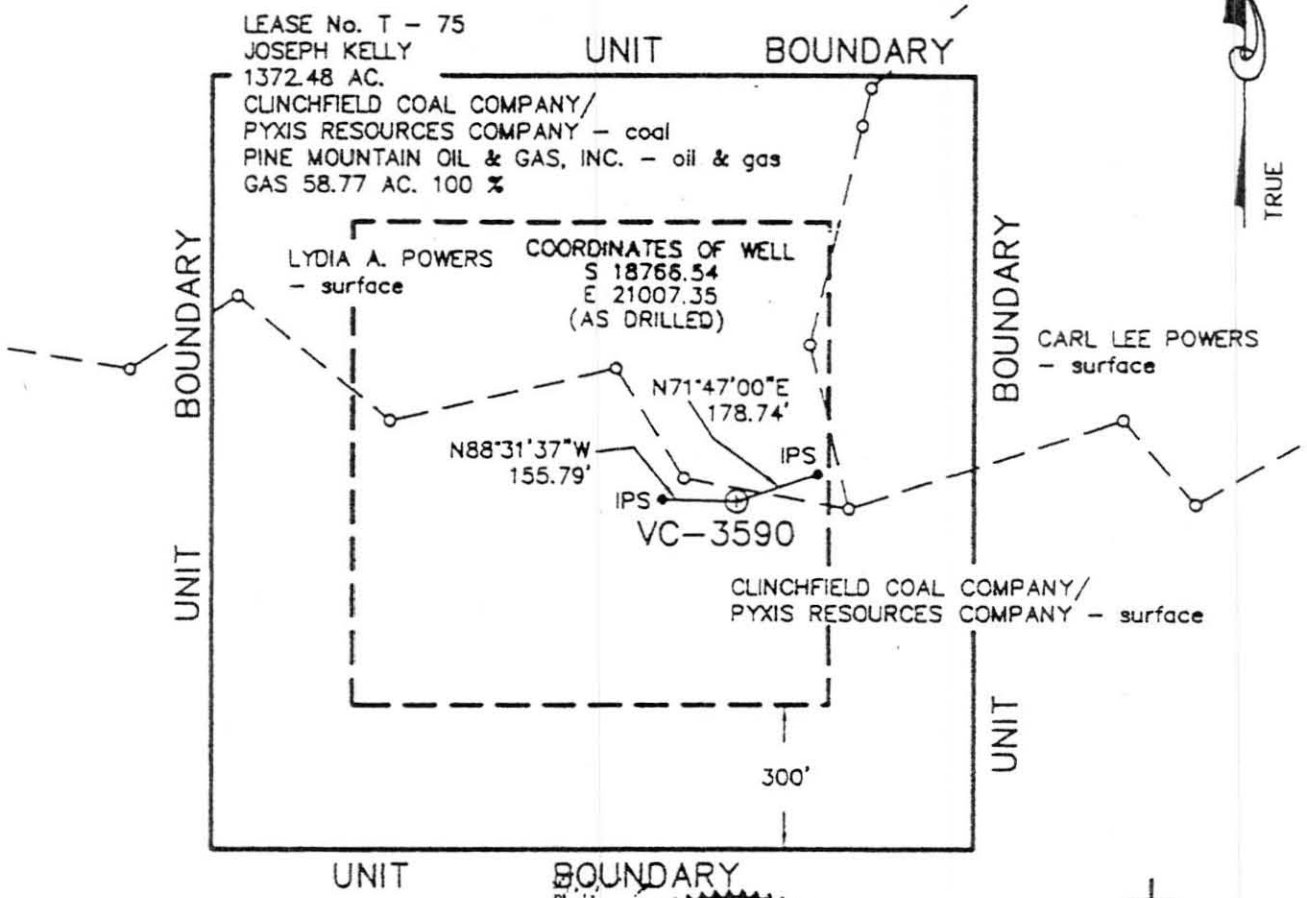 LEASE No. T - 75
JOSEPH KELLY
1372.48 AC.
CLINCHFIELD COAL COMPANY/
PYXIS RESOURCES COMPANY - coal
PINE MOUNTAIN OIL & GAS, INC. - oil & gas
GAS 58.77 AC. 100 %
UNIT BOUNDARY
TRUE
UNIT BOUNDARY
LYDIA A. POWERS
- surface
COORDINATES OF WELL
S 18766.54
E 21007.35
(AS DRILLED)
UNIT BOUNDARY
CARL LEE POWERS
- surface
N71°47'00"E
178.74'
N88°31'37"W
155.79'
IPS
IPS
VC-3590
CLINCHFIELD COAL COMPANY/
PYXIS RESOURCES COMPANY - surface
300'
UNIT BOUNDARY